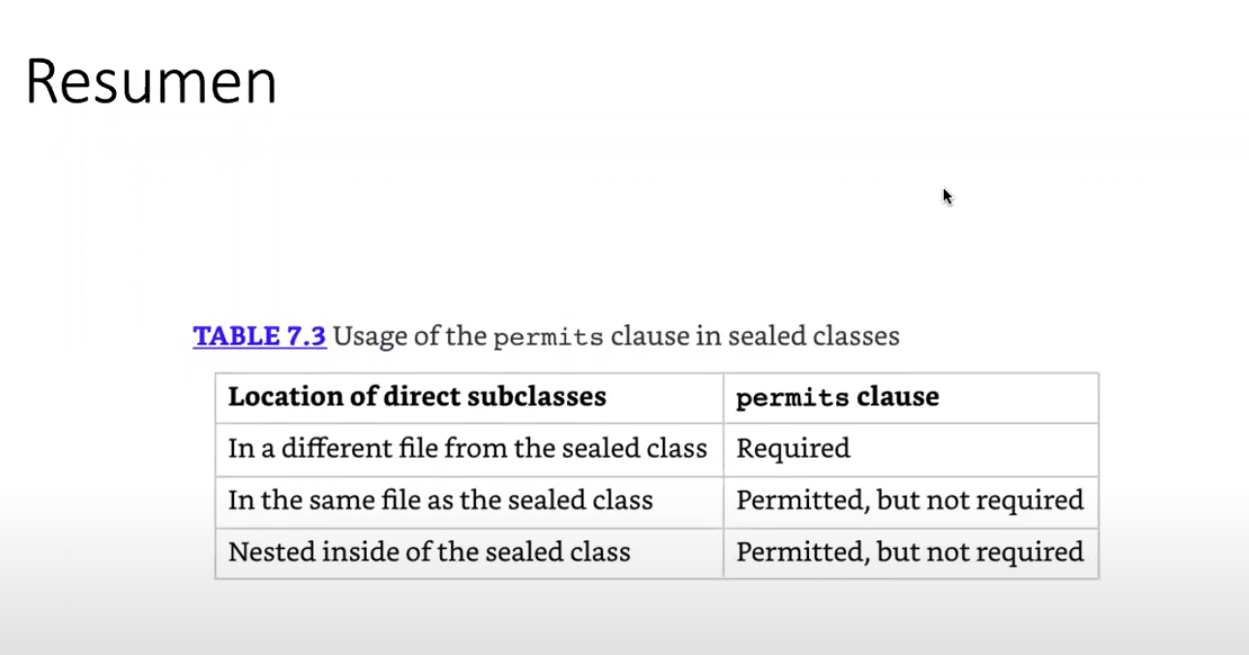 Resumen
TABLE 7.3 Usage of the permits clause in sealed classes
Location of direct subclasses permits clause
In a different file from the sealed class Required
In the same file as the sealed class Permitted, but not required
Nested inside of the sealed class Permitted, but not required